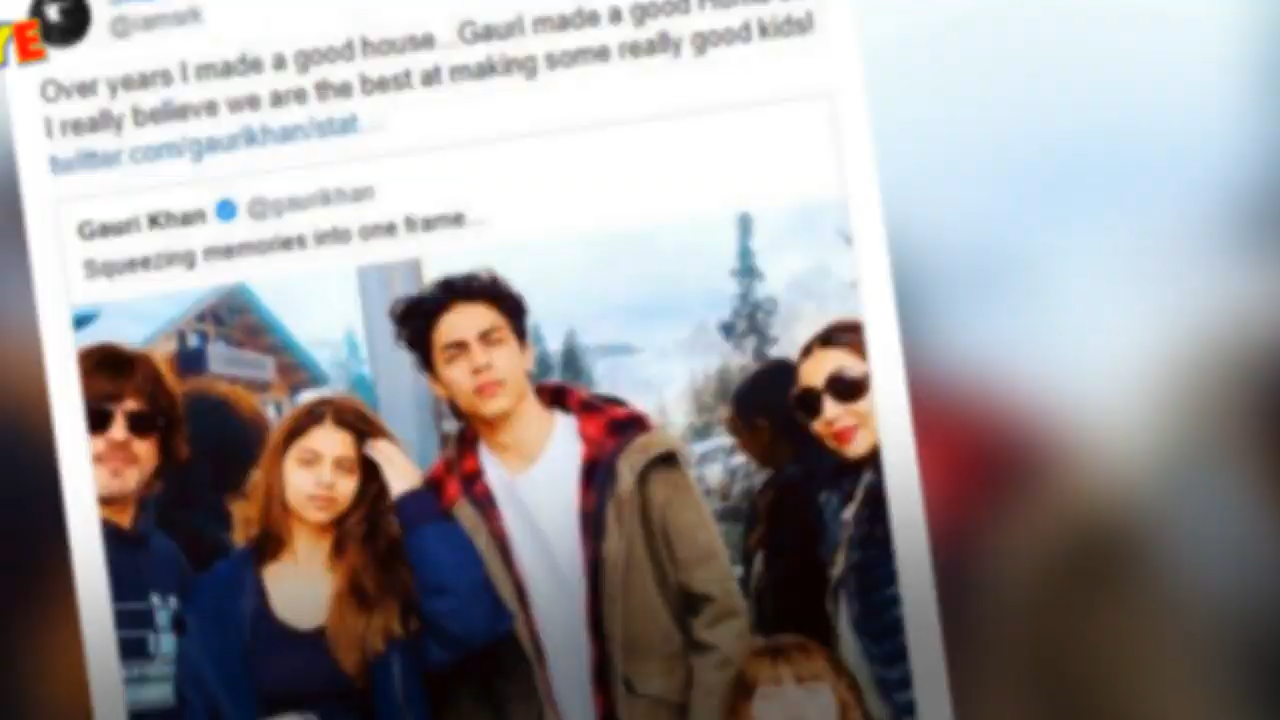 YE
@iamsrk
Over years I made a good house...Gauri made a good
I really believe we are the best at making some really good kids!
twitter.com/gaurikhan/stat...
Gauri Khan @gaurikhan
Squeezing memories into one frame...